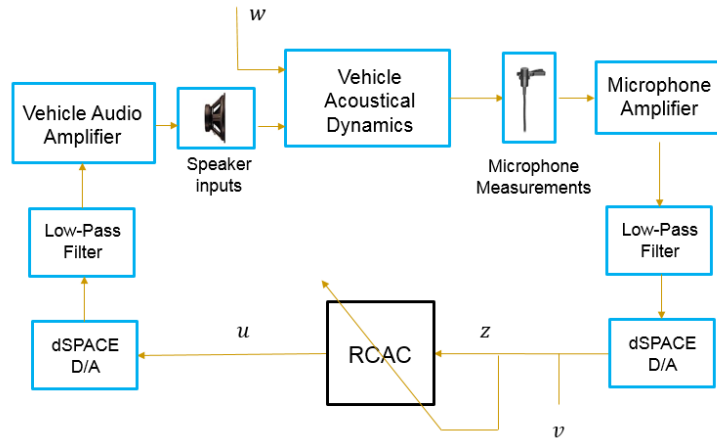 w
Vehicle Audio
Amplifier
Speaker
inputs
Vehicle
Acoustical
Dynamics
Microphone
Measurements
Microphone
Amplifier
Low-Pass
Filter
Low-Pass
Filter
dSPACE
D/A
u
RCAC
z
v
dSPACE
D/A